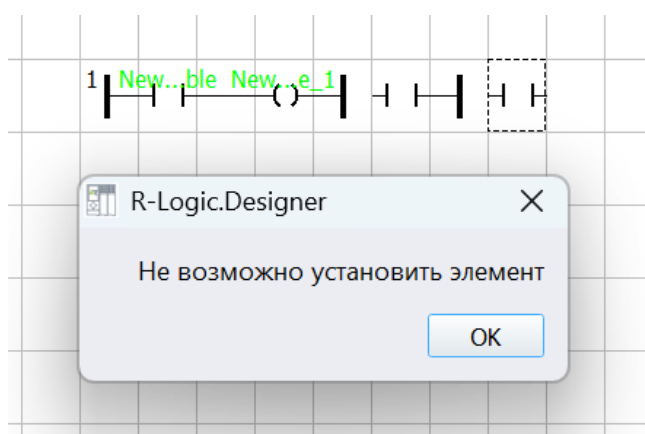 1 New...ble New...e_1
R-Logic.Designer
Не возможно установить элемент
OK